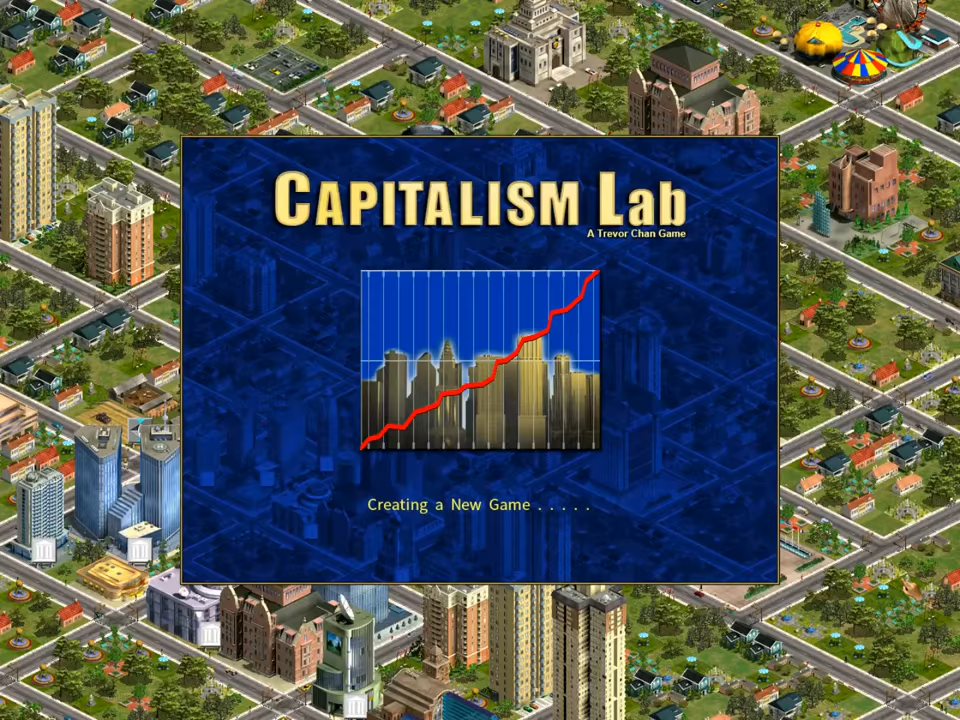 CAPITALISM Lab
A Trevor Chan Game
Creating a New Game . . . . .